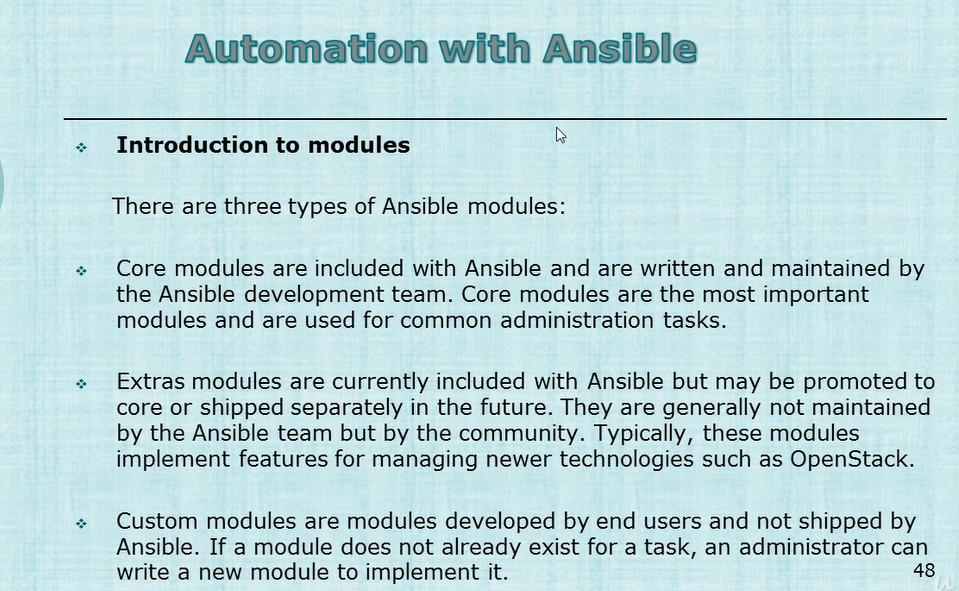 Automation with Ansible
Introduction to modules
There are three types of Ansible modules:
Core modules are included with Ansible and are written and maintained by
the Ansible development team. Core modules are the most important
modules and are used for common administration tasks.
Extras modules are currently included with Ansible but may be promoted to
core or shipped separately in the future. They are generally not maintained
by the Ansible team but by the community. Typically, these modules
implement features for managing newer technologies such as OpenStack.
Custom modules are modules developed by end users and not shipped by
Ansible. If a module does not already exist for a task, an administrator can
write a new module to implement it.
48